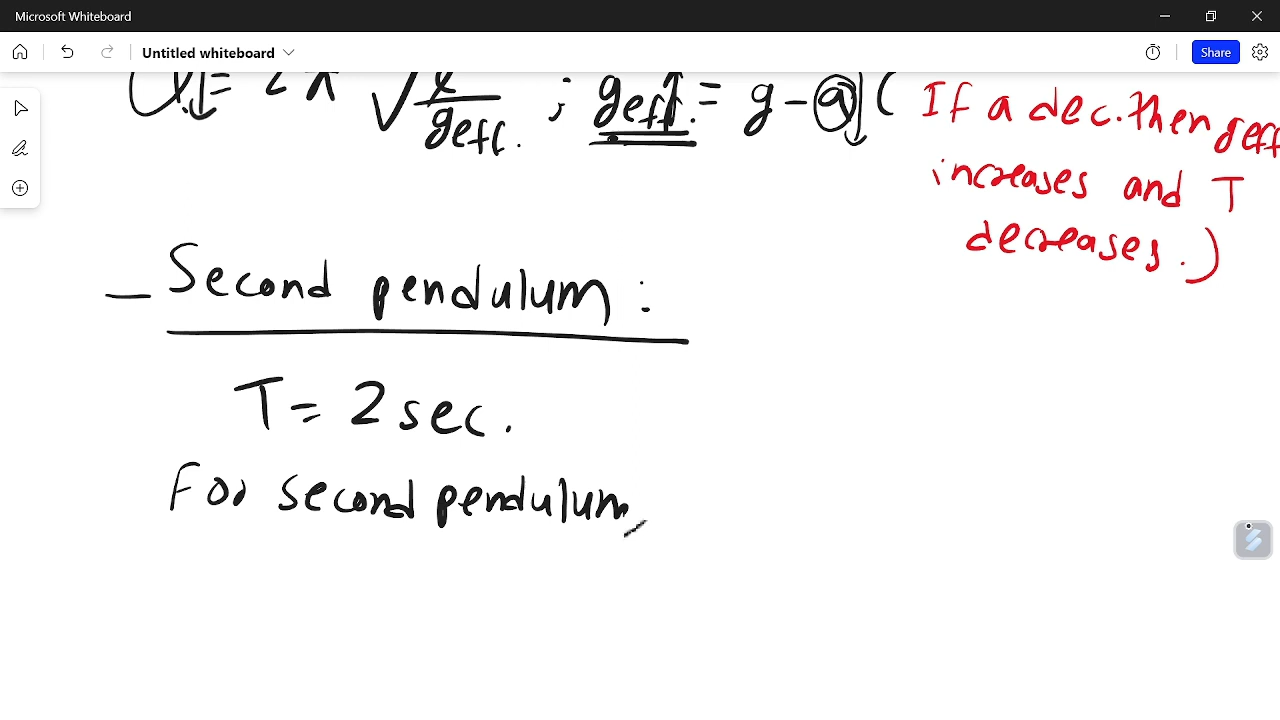 Microsoft Whiteboard
Untitled whiteboard
Share
T = 2π √ l / geff. ; geff. = g - a (If a dec. then geff
increases and T
decreases.)
- Second pendulum :
T = 2 sec.
For second pendulum,